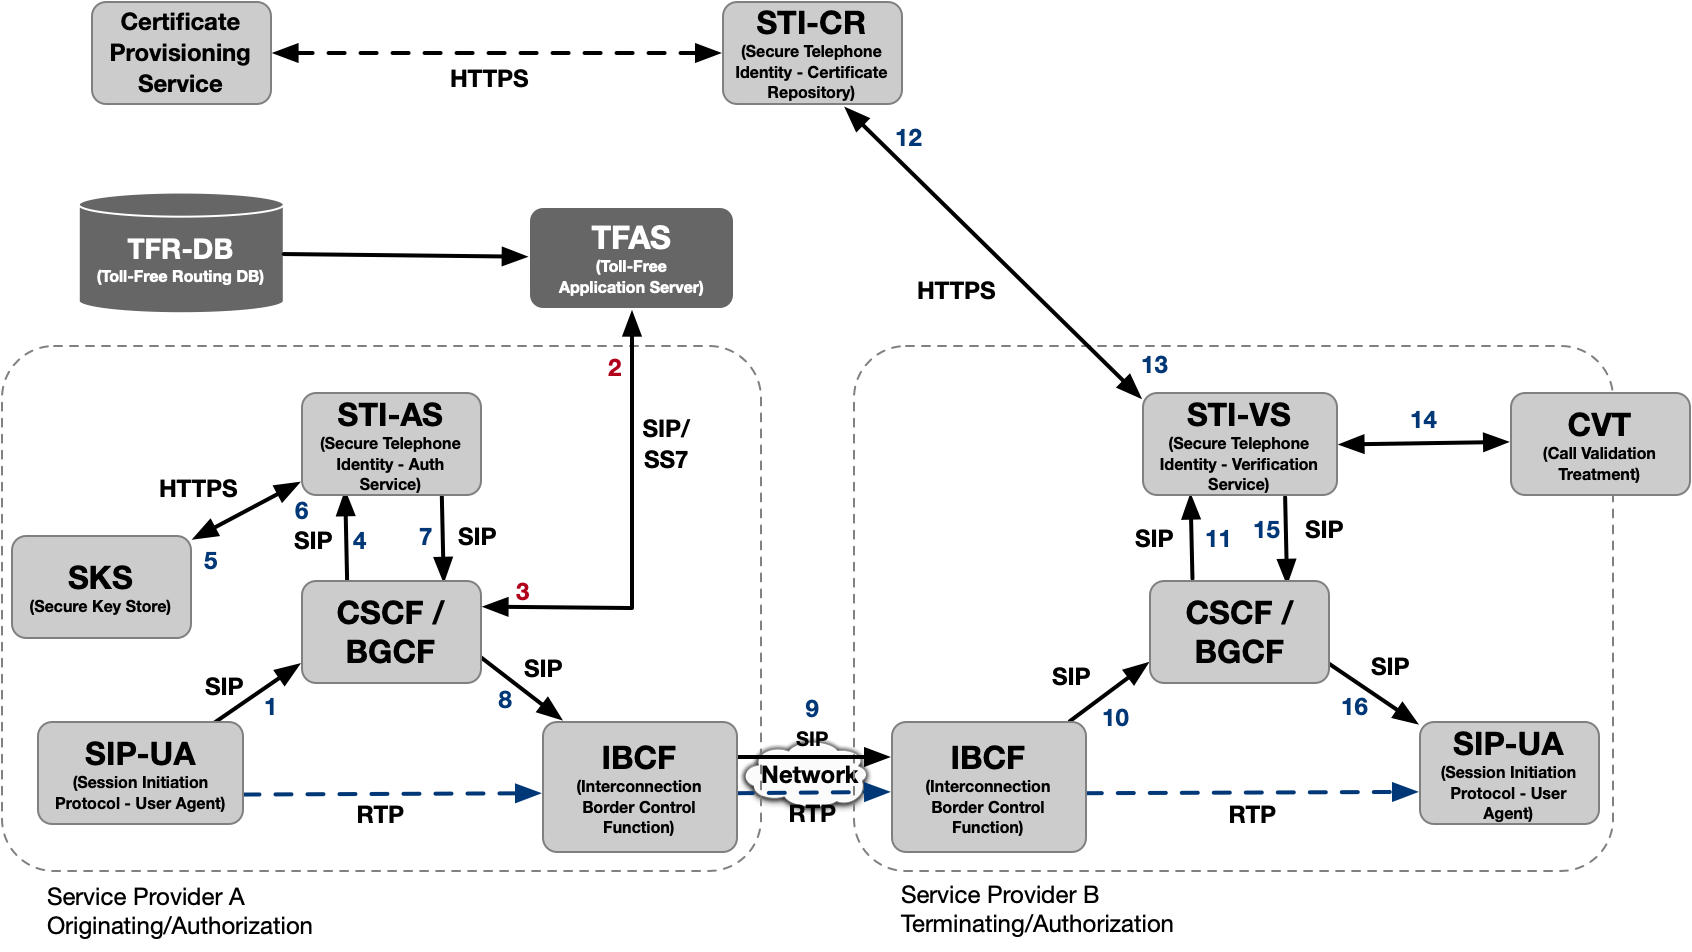 Certificate
Provisioning
Service
HTTPS
STI-CR
(Secure Telephone
Identity - Certificate
Repository)
12
TFR-DB
(Toll-Free Routing DB)
TFAS
(Toll-Free
Application Server)
HTTPS
2
13
SIP/
SS7
STI-AS
(Secure Telephone
Identity - Auth
Service)
STI-VS
(Secure Telephone
Identity - Verification
Service)
14
CVT
(Call Validation
Treatment)
HTTPS
6
5
SIP
4
7
SIP
SIP
11
15
SIP
SKS
(Secure Key Store)
3
CSCF /
BGCF
CSCF /
BGCF
SIP
1
SIP
8
SIP
10
SIP
16
9
SIP
Network
RTP
SIP-UA
(Session Initiation
Protocol - User Agent)
RTP
IBCF
(Interconnection
Border Control
Function)
IBCF
(Interconnection
Border Control
Function)
RTP
SIP-UA
(Session Initiation
Protocol - User
Agent)
Service Provider A
Originating/Authorization
Service Provider B
Terminating/Authorization